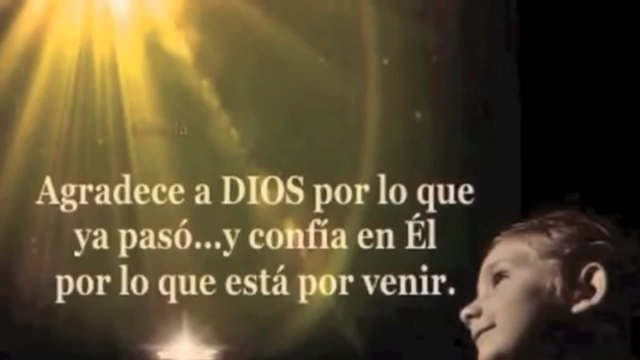 Agradece a DIOS por lo que
ya pasó...y confía en Él
por lo que está por venir.